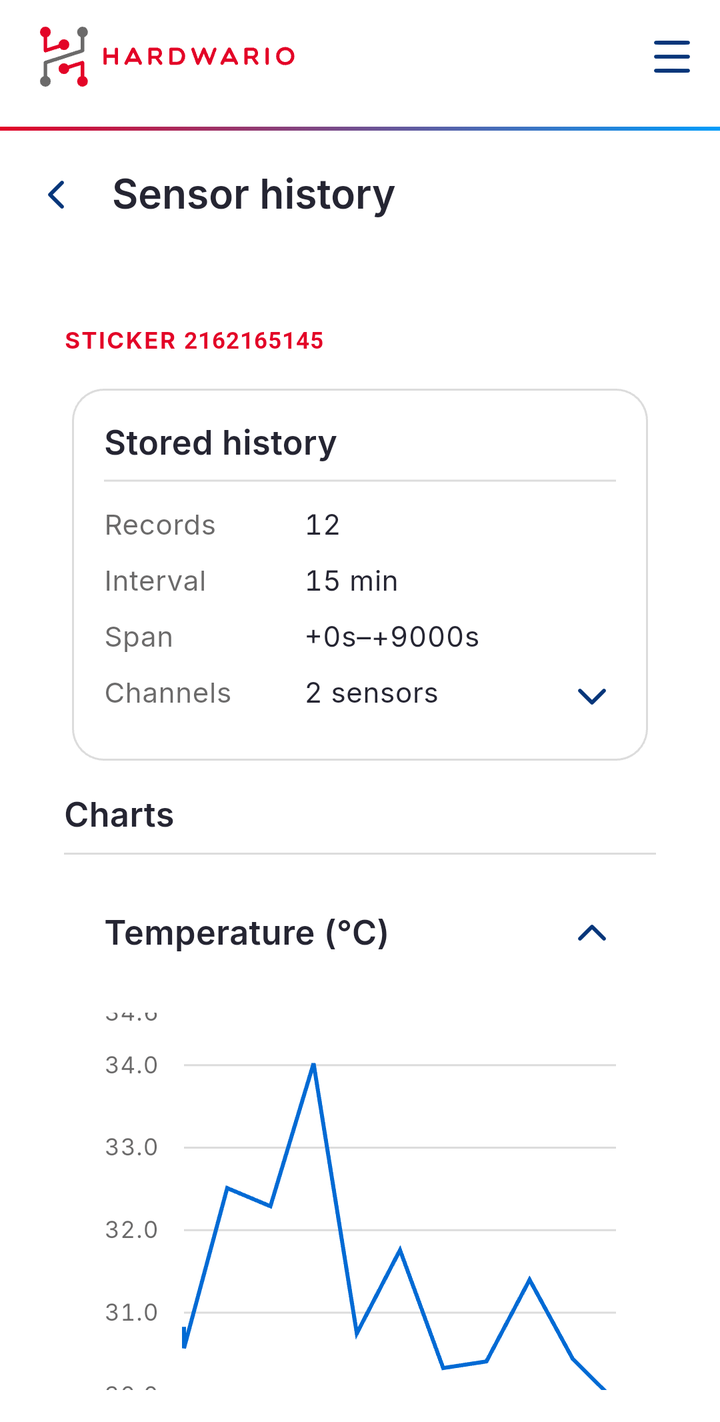 HARDWARIO
Sensor history
STICKER 2162165145
Stored history
Records 12
Interval 15 min
Span +0s–+9000s
Channels 2 sensors
Charts
Temperature (°C)
34.0
33.0
32.0
31.0